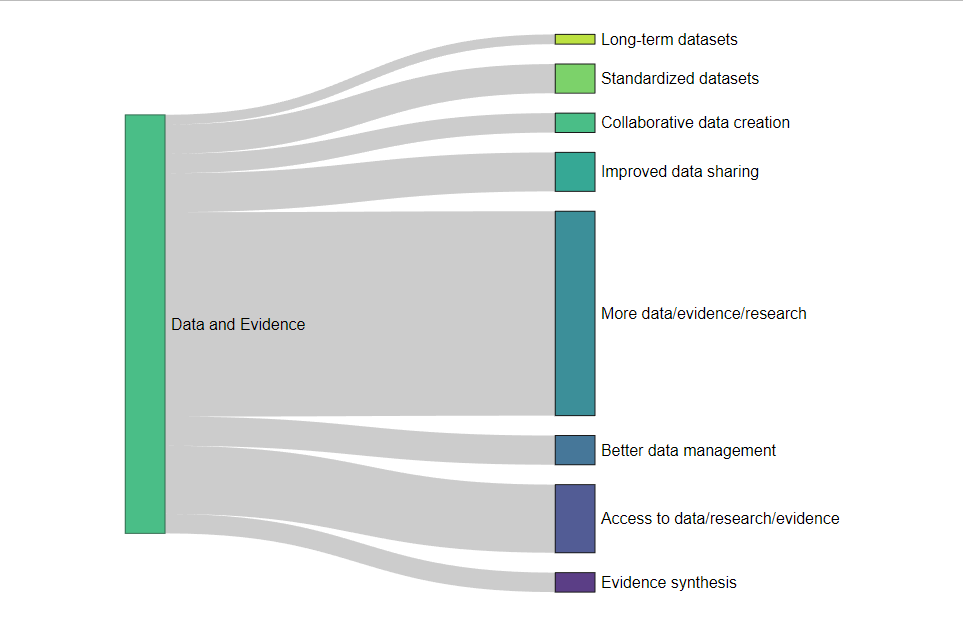 Long-term datasets
Standardized datasets
Collaborative data creation
Improved data sharing
More data/evidence/research
Data and Evidence
Better data management
Access to data/research/evidence
Evidence synthesis